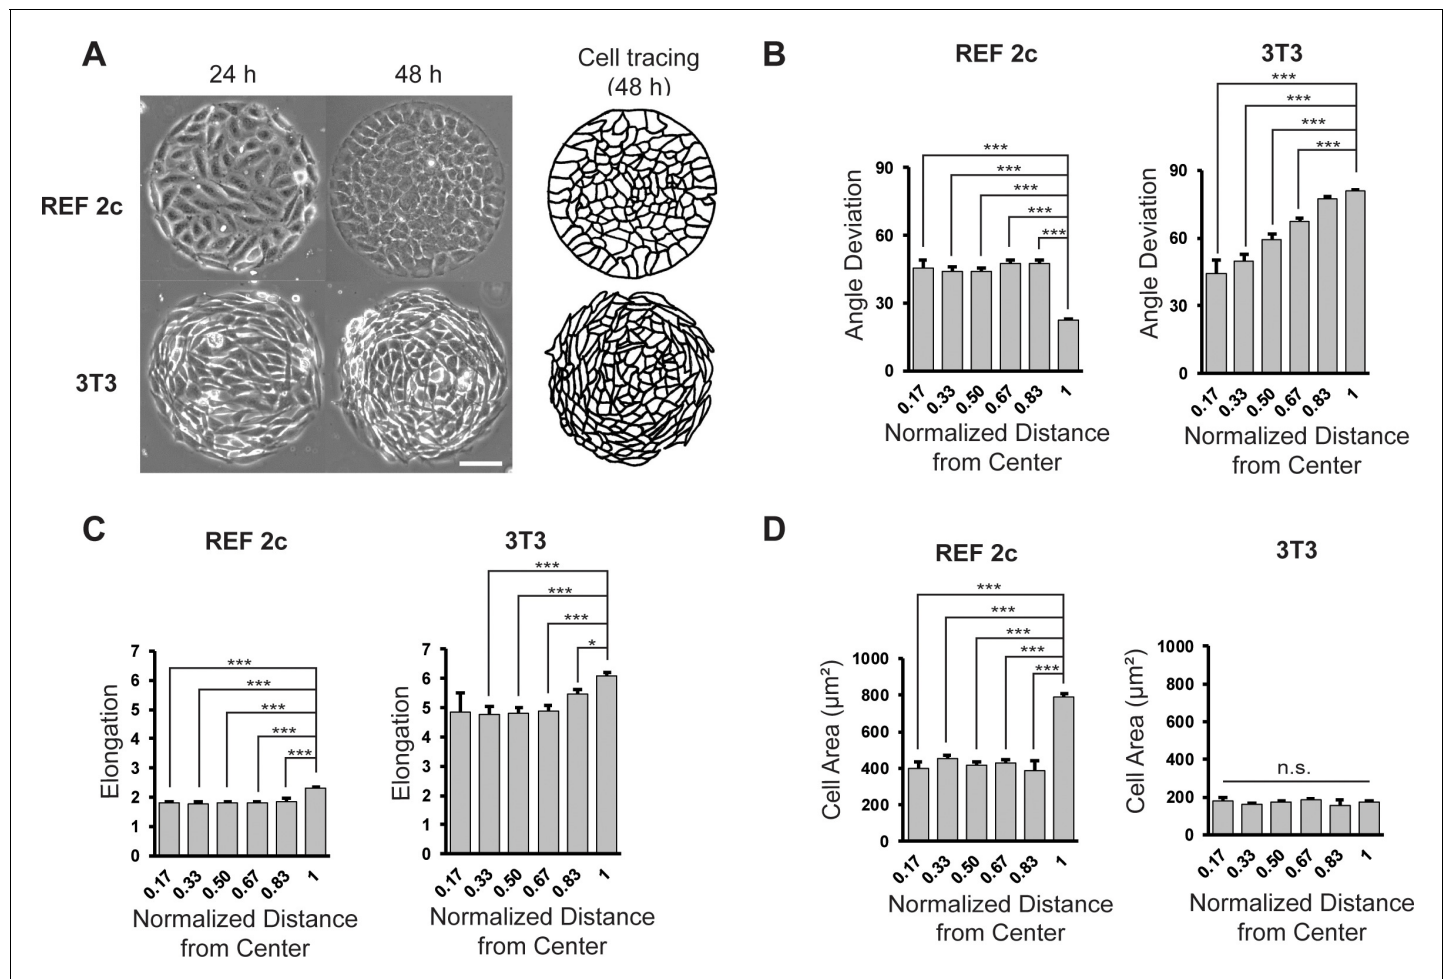 A
24 h
48 h
Cell tracing
(48 h)
REF 2c
3T3
B
REF 2c
***
***
***
***
***
Angle Deviation
90
60
30
0
0.17 0.33 0.50 0.67 0.83 1
Normalized Distance
from Center
3T3
***
***
***
***
Angle Deviation
90
60
30
0
0.17 0.33 0.50 0.67 0.83 1
Normalized Distance
from Center
C
REF 2c
***
***
***
***
***
Elongation
7
6
5
4
3
2
1
0
0.17 0.33 0.50 0.67 0.83 1
Normalized Distance
from Center
3T3
***
***
***
*
Elongation
7
6
5
4
3
2
1
0
0.17 0.33 0.50 0.67 0.83 1
Normalized Distance
from Center
D
REF 2c
***
***
***
***
***
Cell Area (µm²)
1000
800
600
400
200
0
0.17 0.33 0.50 0.67 0.83 1
Normalized Distance
from Center
3T3
Cell Area (µm²)
1000
800
600
400
200
0
n.s.
0.17 0.33 0.50 0.67 0.83 1
Normalized Distance
from Center